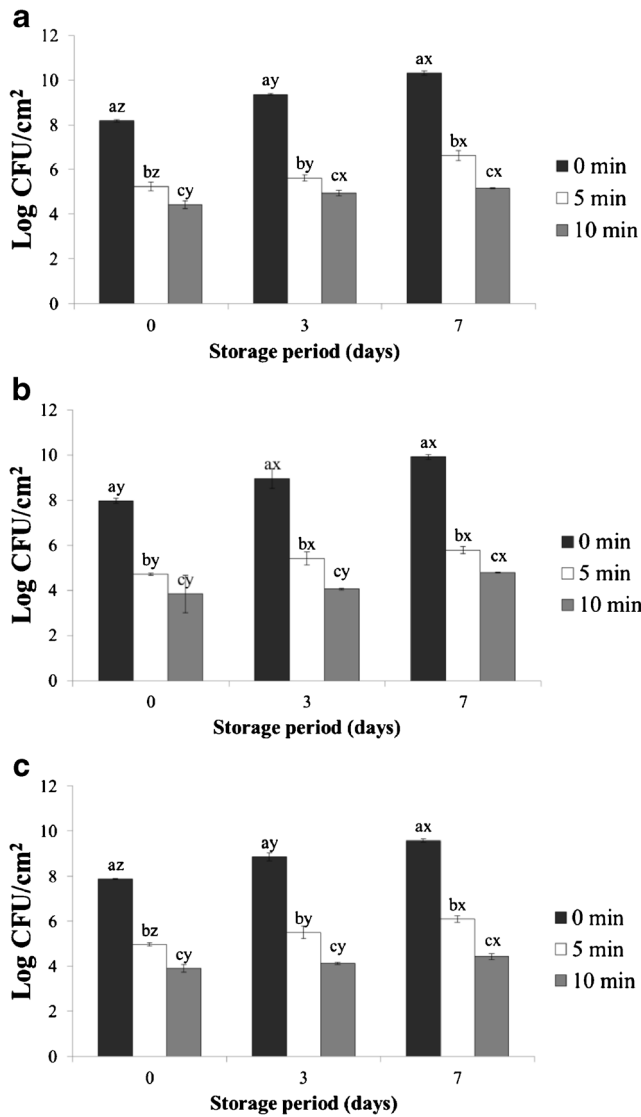 a
12
10
8
6
4
2
0
Log CFU/cm²
az
bz
cy
ay
by
cx
ax
bx
cx
0 min
5 min
10 min
0 3 7
Storage period (days)
b
12
10
8
6
4
2
0
Log CFU/cm²
ay
by
cy
ax
bx
cy
ax
bx
cx
0 min
5 min
10 min
0 3 7
Storage period (days)
c
12
10
8
6
4
2
0
Log CFU/cm²
az
bz
cy
ay
by
cy
ax
bx
cx
0 min
5 min
10 min
0 3 7
Storage period (days)